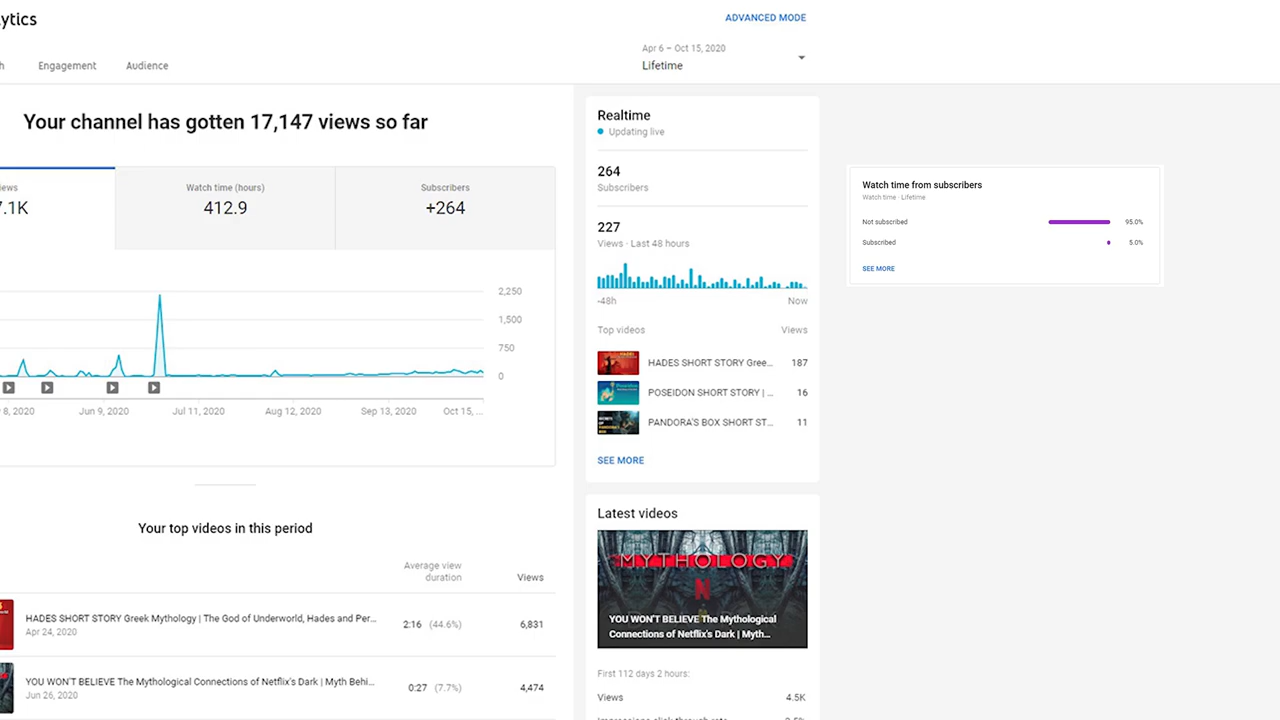 ytics
ADVANCED MODE
Apr 6 – Oct 15, 2020
Lifetime
h
Engagement
Audience
Your channel has gotten 17,147 views so far
iews
7.1K
Watch time (hours)
412.9
Subscribers
+264
2,250
1,500
750
0
8, 2020
Jun 9, 2020
Jul 11, 2020
Aug 12, 2020
Sep 13, 2020
Oct 15, ...
Your top videos in this period
Average view duration
Views
HADES SHORT STORY Greek Mythology | The God of Underworld, Hades and Per...
Apr 24, 2020
2:16 (44.6%)
6,831
YOU WON'T BELIEVE The Mythological Connections of Netflix's Dark | Myth Behi...
Jun 26, 2020
0:27 (7.7%)
4,474
Realtime
Updating live
264
Subscribers
227
Views · Last 48 hours
-48h
Now
Top videos
Views
HADES SHORT STORY Gree...
187
POSEIDON SHORT STORY | ...
16
PANDORA'S BOX SHORT ST...
11
SEE MORE
Latest videos
MYTHOLOGY
N
YOU WON'T BELIEVE The Mythological
Connections of Netflix's Dark | Myth...
First 112 days 2 hours:
Views
4.5K
Impressions click-through rate
3.5%
Watch time from subscribers
Watch time · Lifetime
Not subscribed
95.0%
Subscribed
5.0%
SEE MORE